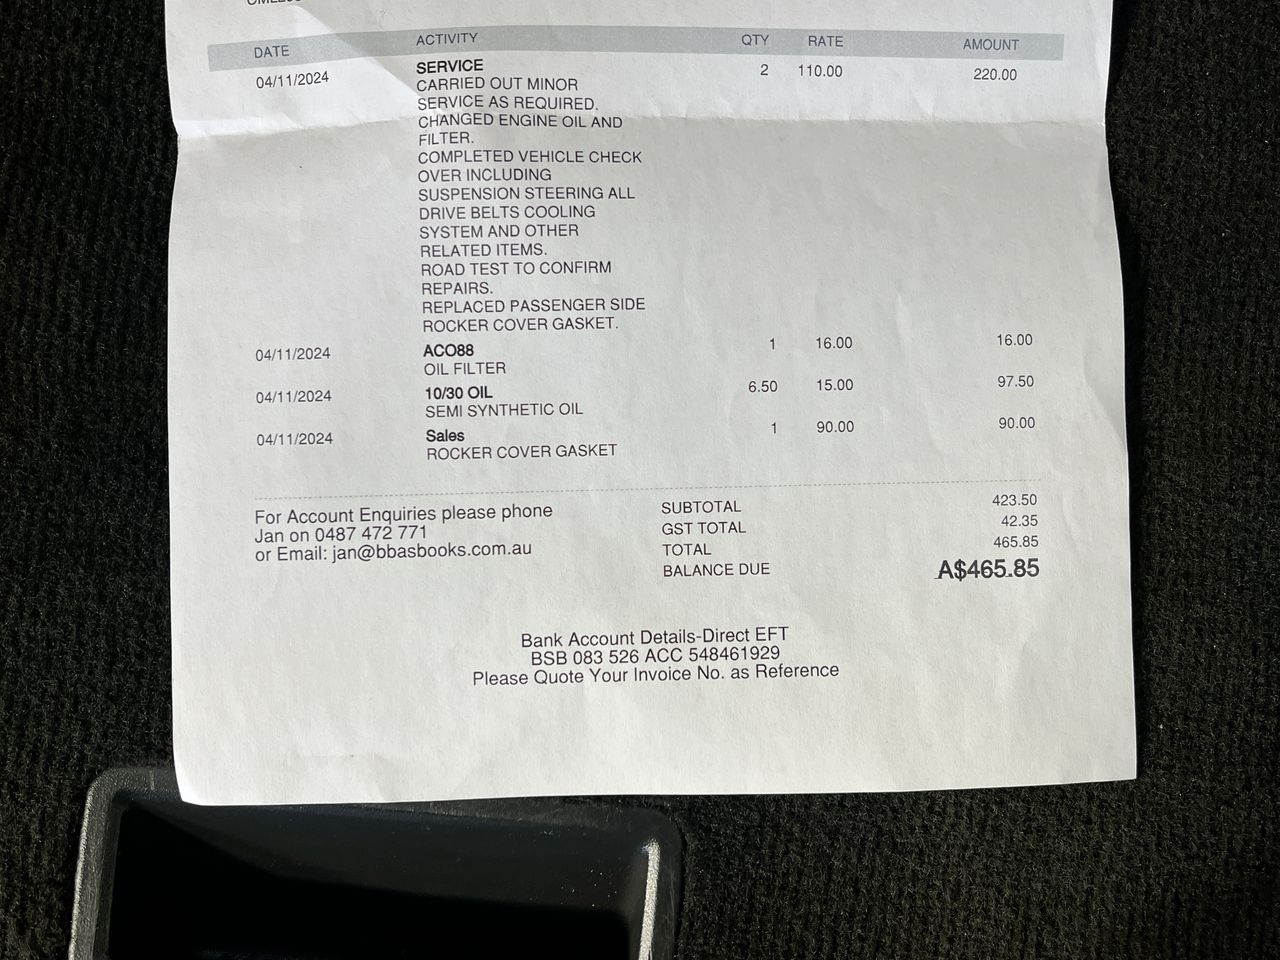 DATE ACTIVITY QTY RATE AMOUNT
04/11/2024 SERVICE 2 110.00 220.00
CARRIED OUT MINOR
SERVICE AS REQUIRED.
CHANGED ENGINE OIL AND
FILTER.
COMPLETED VEHICLE CHECK
OVER INCLUDING
SUSPENSION STEERING ALL
DRIVE BELTS COOLING
SYSTEM AND OTHER
RELATED ITEMS.
ROAD TEST TO CONFIRM
REPAIRS.
REPLACED PASSENGER SIDE
ROCKER COVER GASKET.
04/11/2024 ACO88 1 16.00 16.00
OIL FILTER
04/11/2024 10/30 OIL 6.50 15.00 97.50
SEMI SYNTHETIC OIL
04/11/2024 Sales 1 90.00 90.00
ROCKER COVER GASKET
For Account Enquiries please phone
Jan on 0487 472 771
or Email: jan@bbasbooks.com.au
SUBTOTAL 423.50
GST TOTAL 42.35
TOTAL 465.85
BALANCE DUE A$465.85
Bank Account Details-Direct EFT
BSB 083 526 ACC 548461929
Please Quote Your Invoice No. as Reference